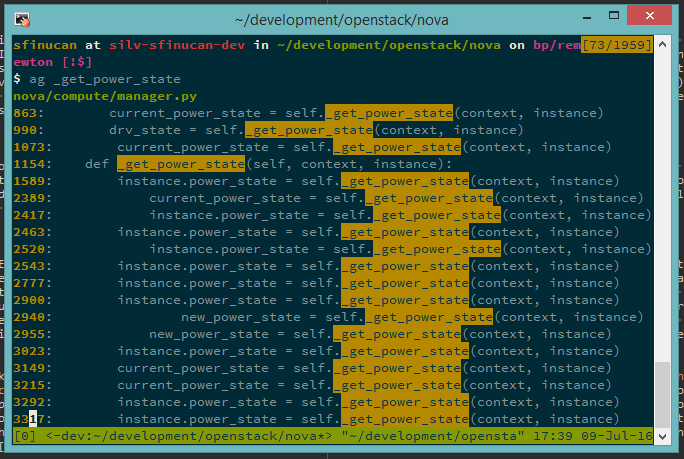 ~/development/openstack/nova
sfinucan at silv-sfinucan-dev in ~/development/openstack/nova on bp/rem[73/1959]
ewton [!$]
$ ag _get_power_state
nova/compute/manager.py
863:        current_power_state = self._get_power_state(context, instance)
990:        drv_state = self._get_power_state(context, instance)
1073:        current_power_state = self._get_power_state(context, instance)
1154:    def _get_power_state(self, context, instance):
1589:        instance.power_state = self._get_power_state(context, instance)
2389:            current_power_state = self._get_power_state(context, instance)
2417:            instance.power_state = self._get_power_state(context, instance)
2463:        instance.power_state = self._get_power_state(context, instance)
2520:            instance.power_state = self._get_power_state(context, instance)
2543:        instance.power_state = self._get_power_state(context, instance)
2777:        instance.power_state = self._get_power_state(context, instance)
2900:        instance.power_state = self._get_power_state(context, instance)
2940:                new_power_state = self._get_power_state(context, instance)
2955:            new_power_state = self._get_power_state(context, instance)
3023:        instance.power_state = self._get_power_state(context, instance)
3149:        current_power_state = self._get_power_state(context, instance)
3215:        current_power_state = self._get_power_state(context, instance)
3292:        instance.power_state = self._get_power_state(context, instance)
3317:        instance.power_state = self._get_power_state(context, instance)
[0] <-dev:~/development/openstack/nova*> "~/development/opensta" 17:39 09-Jul-16